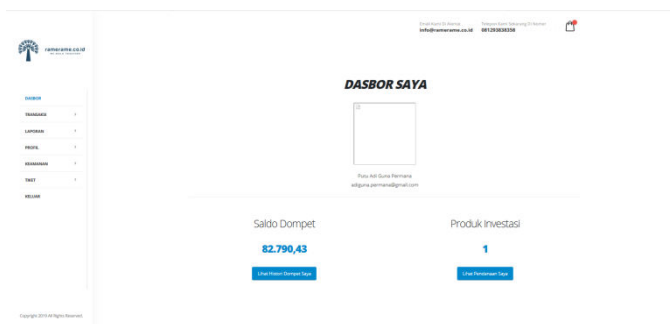 Email Kami Di Alamat
info@ramerame.co.id
Telepon Kami Sekarang Di Nomor
081293838358
ramerame.co.id
DASBOR SAYA
DASBOR
TRANSAKSI
LAPORAN
PROFIL
KEAMANAN
TIKET
KELUAR
Putu Adi Guna Permana
adiguna.permana@gmail.com
Saldo Dompet
Produk Investasi
82.790,43
1
Lihat Histori Dompet Saya
Lihat Pendanaan Saya
Copyright 2019 All Rights Reserved.